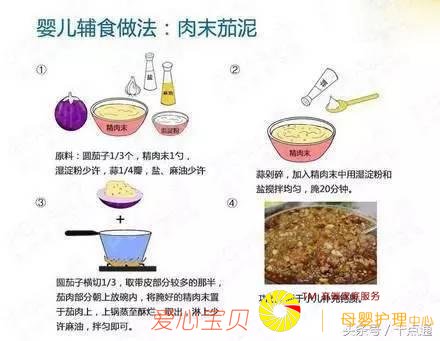 婴儿辅食做法：肉末茄泥
①
盐
麻油
精肉末
湿淀粉
原料：圆茄子1/3个，精肉末1勺，
湿淀粉少许，蒜1/4瓣，盐、麻油少许
②
盐
精肉末
蒜剁碎，加入精肉末中用湿淀粉和
盐搅拌均匀，腌20分钟。
③
圆茄子横切1/3，取带皮部分较多的那半，
茄肉部分朝上放碗内，将腌好的精肉末置
于茄肉上，上锅蒸至酥烂，取出，淋上少
许麻油，拌匀即可。
④
TM
爱心宝贝
母婴护理中心
头条号/十点通